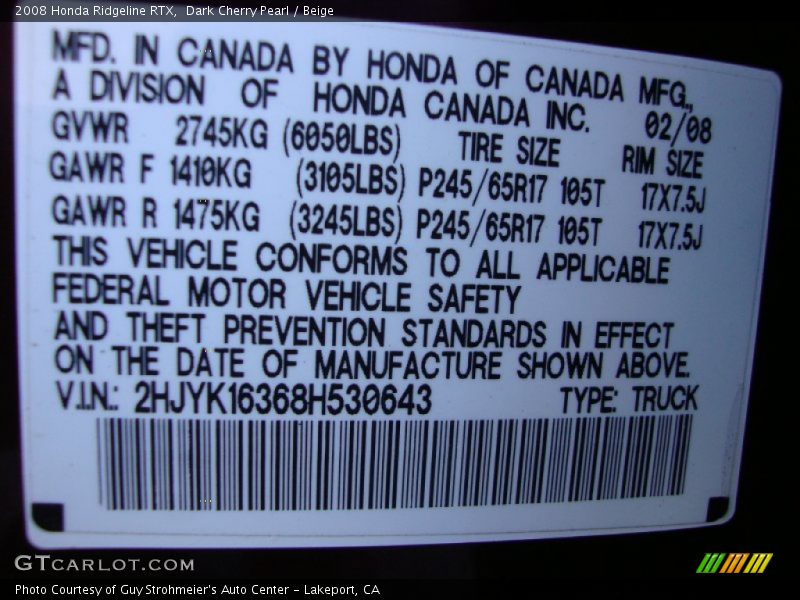 2008 Honda Ridgeline RTX,  Dark Cherry Pearl / Beige
MFD. IN CANADA BY HONDA OF CANADA MFG.,
A DIVISION OF HONDA CANADA INC. 02/08
GVWR 2745KG (6050LBS) TIRE SIZE RIM SIZE
GAWR F 1410KG (3105LBS) P245/65R17 105T 17X7.5J
GAWR R 1475KG (3245LBS) P245/65R17 105T 17X7.5J
THIS VEHICLE CONFORMS TO ALL APPLICABLE
FEDERAL MOTOR VEHICLE SAFETY
AND THEFT PREVENTION STANDARDS IN EFFECT
ON THE DATE OF MANUFACTURE SHOWN ABOVE.
V.I.N.: 2HJYK16368H530643 TYPE: TRUCK
GTCARLOT.COM
Photo Courtesy of Guy Strohmeier's Auto Center - Lakeport, CA